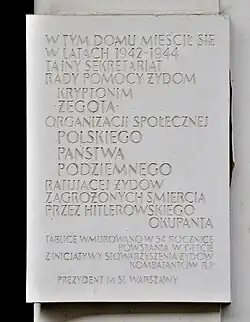 W TYM DOMU MIEŚCIŁ SIĘ
W LATACH 1942-1944
TAJNY SEKRETARIAT
RADY POMOCY ŻYDOM
KRYPTONIM
ŻEGOTA
ORGANIZACJI SPOŁECZNEJ
POLSKIEGO
PAŃSTWA
PODZIEMNEGO
RATUJĄCEJ ŻYDÓW
ZAGROŻONYCH ŚMIERCIĄ
PRZEZ HITLEROWSKIEGO
OKUPANTA
TABLICĘ WMUROWANO W 54 ROCZNICĘ
POWSTANIA W GETCIE
Z INICJATYWY STOWARZYSZENIA ŻYDÓW
KOMBATANTÓW R.P.
PREZYDENT M. ST. WARSZAWY